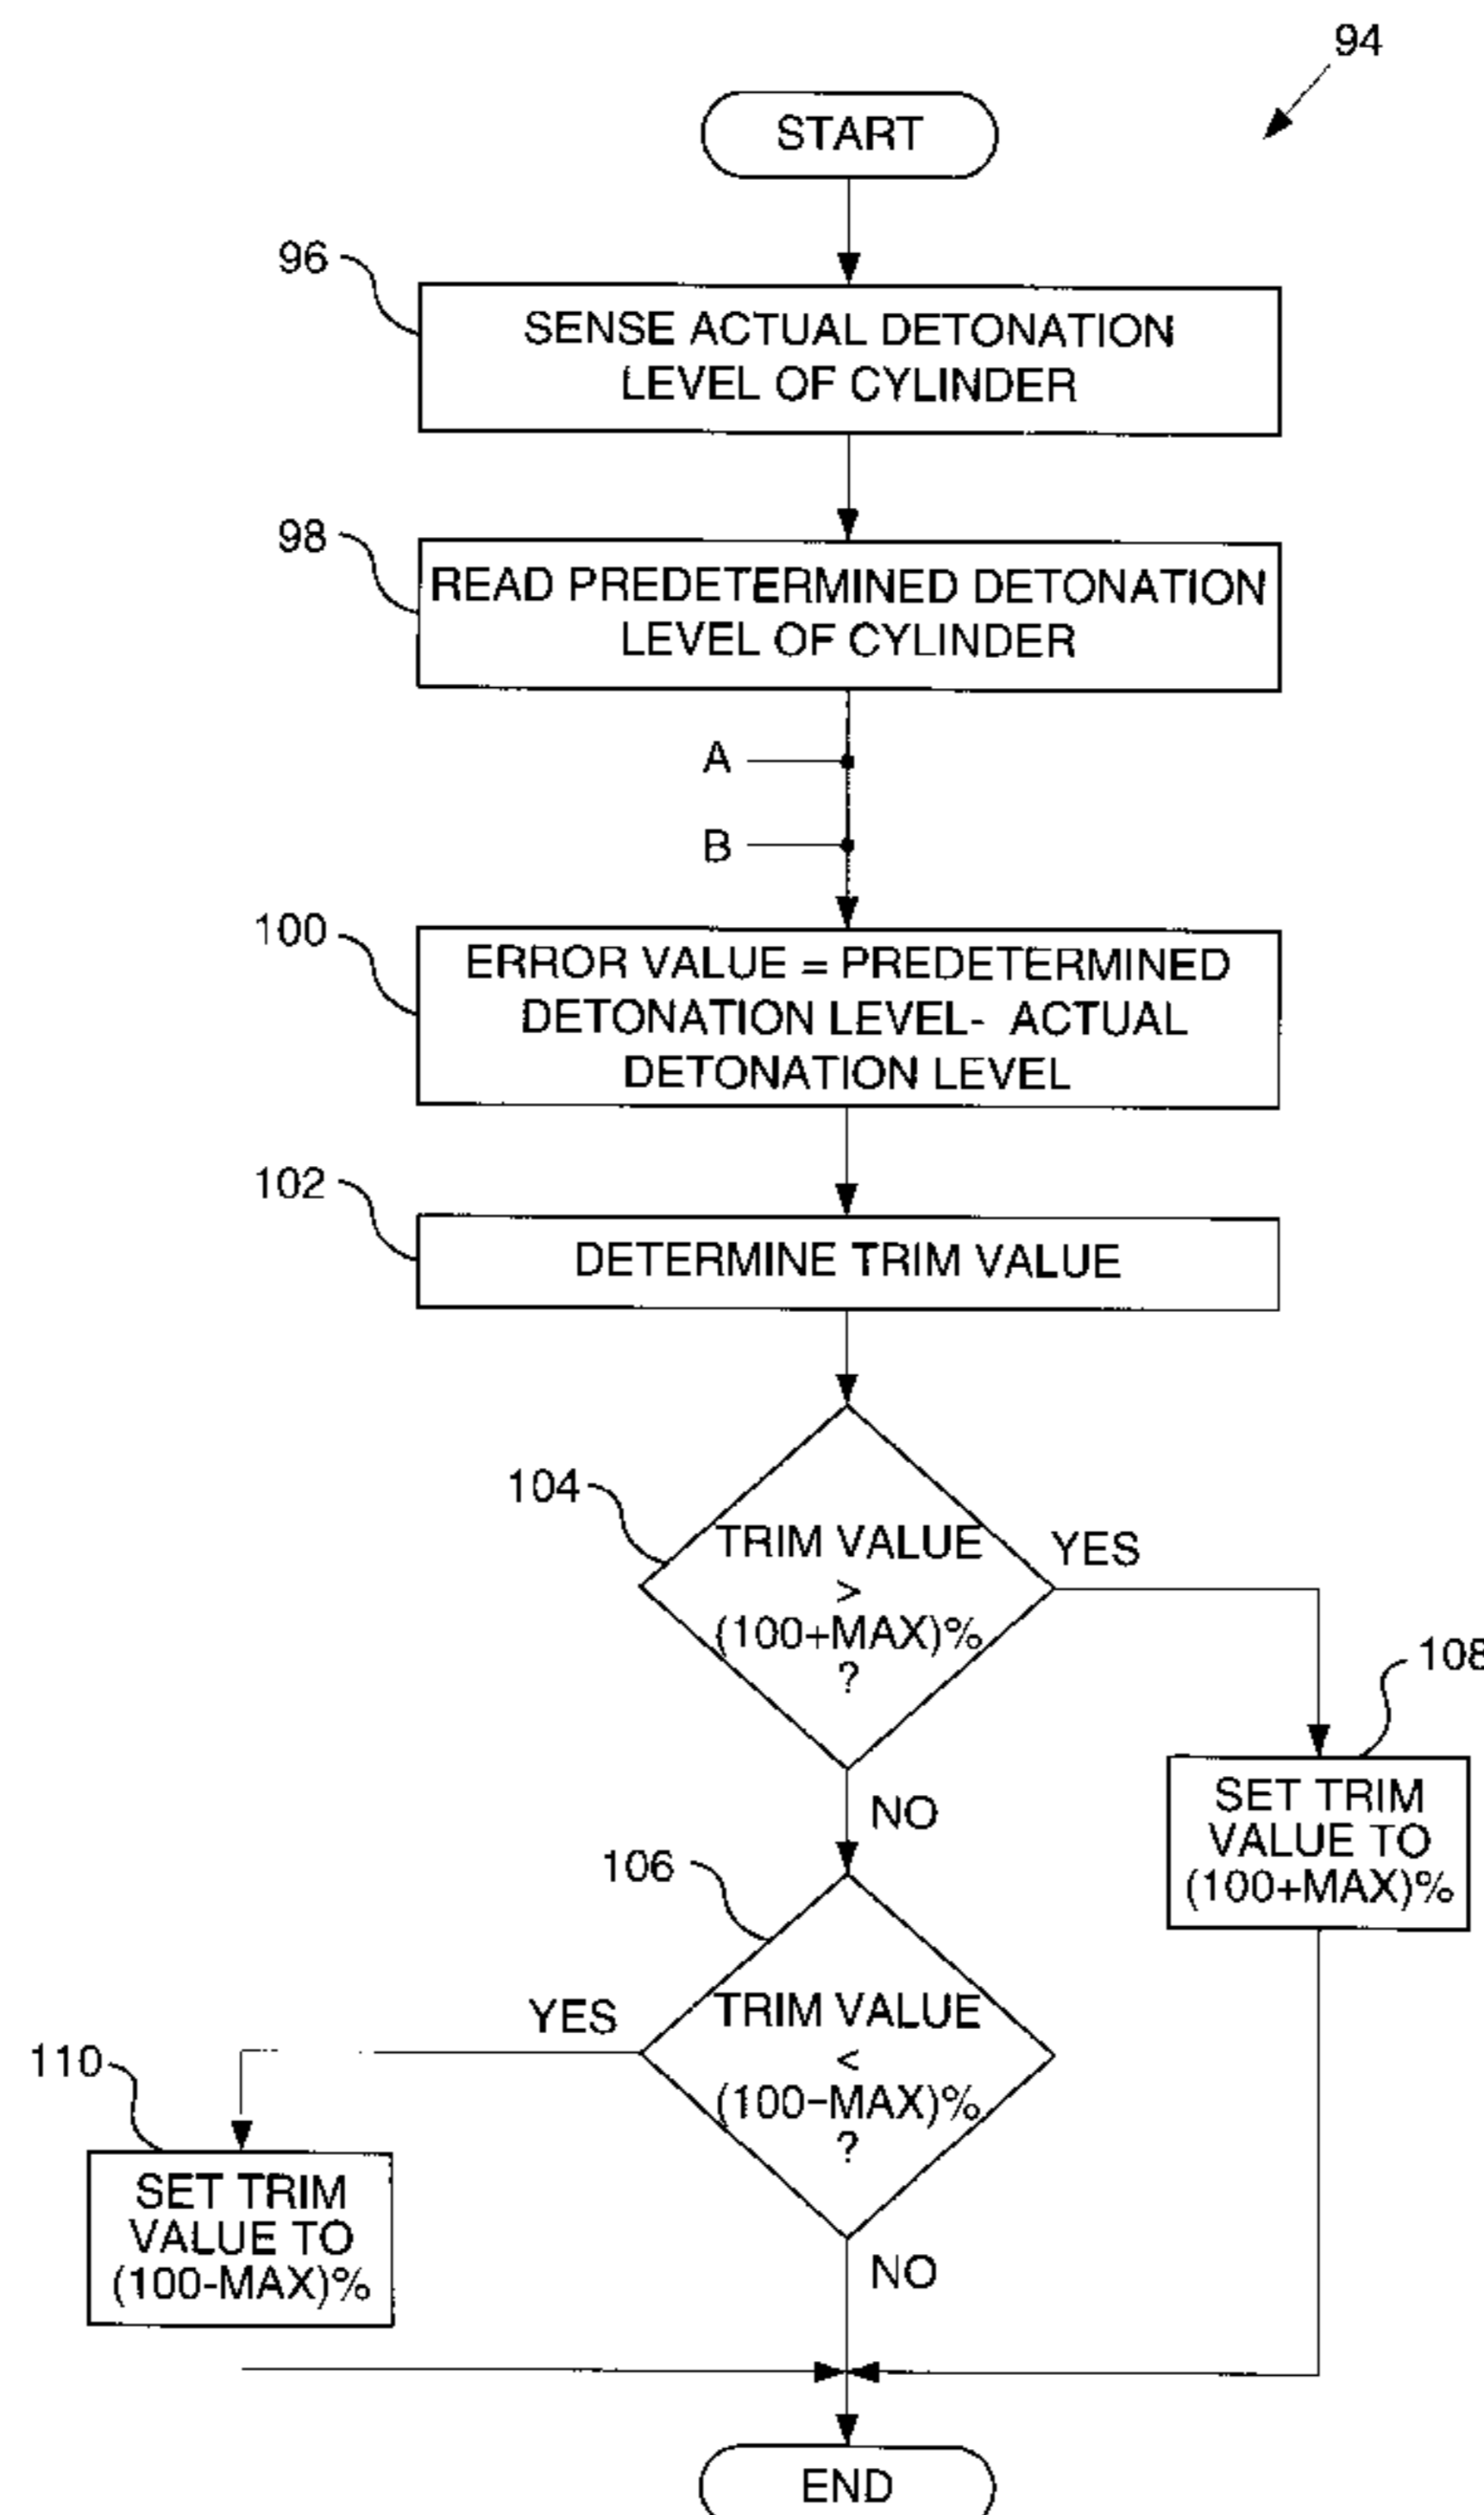 94
START
96
SENSE ACTUAL DETONATION
LEVEL OF CYLINDER
98
READ PREDETERMINED DETONATION
LEVEL OF CYLINDER
A
B
100
ERROR VALUE = PREDETERMINED
DETONATION LEVEL- ACTUAL
DETONATION LEVEL
102
DETERMINE TRIM VALUE
104
TRIM VALUE
>
(100+MAX)%
?
YES
108
SET TRIM
VALUE TO
(100+MAX)%
NO
106
TRIM VALUE
<
(100-MAX)%
?
YES
110
SET TRIM
VALUE TO
(100-MAX)%
NO
END